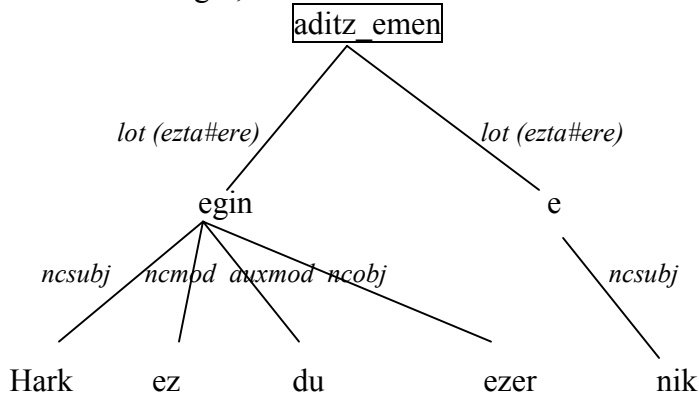 aditz_emen
lot (ezta#ere) lot (ezta#ere)
egin e
ncsubj ncmod auxmod ncobj ncsubj
Hark ez du ezer nik